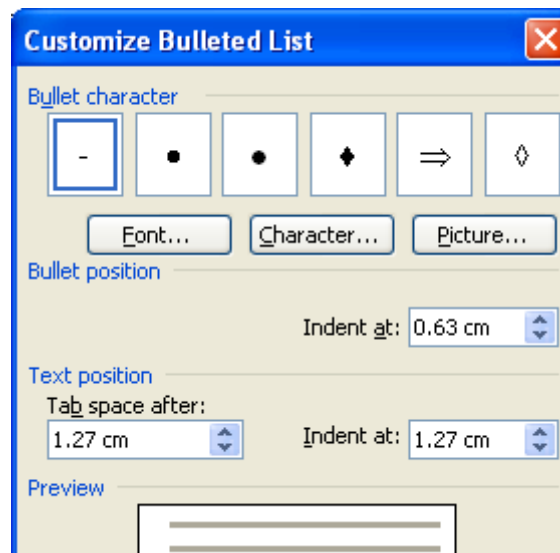 Customize Bulleted List
Bullet character
- ● ● ♦ ⇒ ◊
Font... Character... Picture...
Bullet position
Indent at: 0.63 cm
Text position
Tab space after:
1.27 cm Indent at: 1.27 cm
Preview